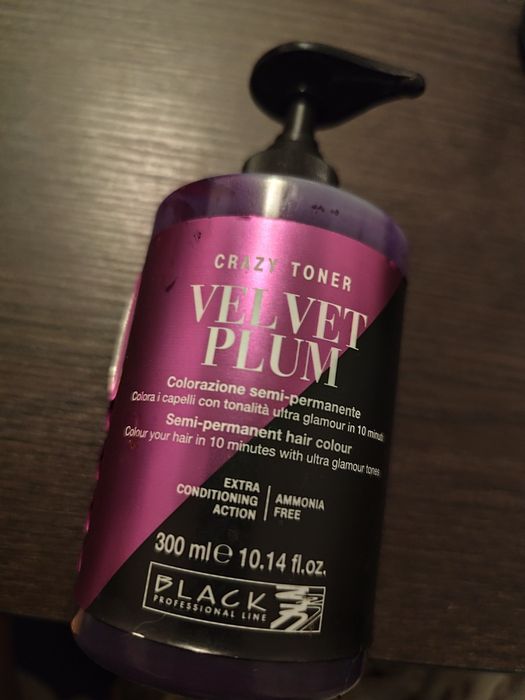 CRAZY TONER
VELVET
PLUM
Colorazione semi-permanente
Colora i capelli con tonalità ultra glamour in 10 minuti
Semi-permanent hair colour
Colour your hair in 10 minutes with ultra glamour tones
EXTRA
CONDITIONING
ACTION
AMMONIA
FREE
300 ml ℮ 10.14 fl.oz.
BLACK
PROFESSIONAL LINE